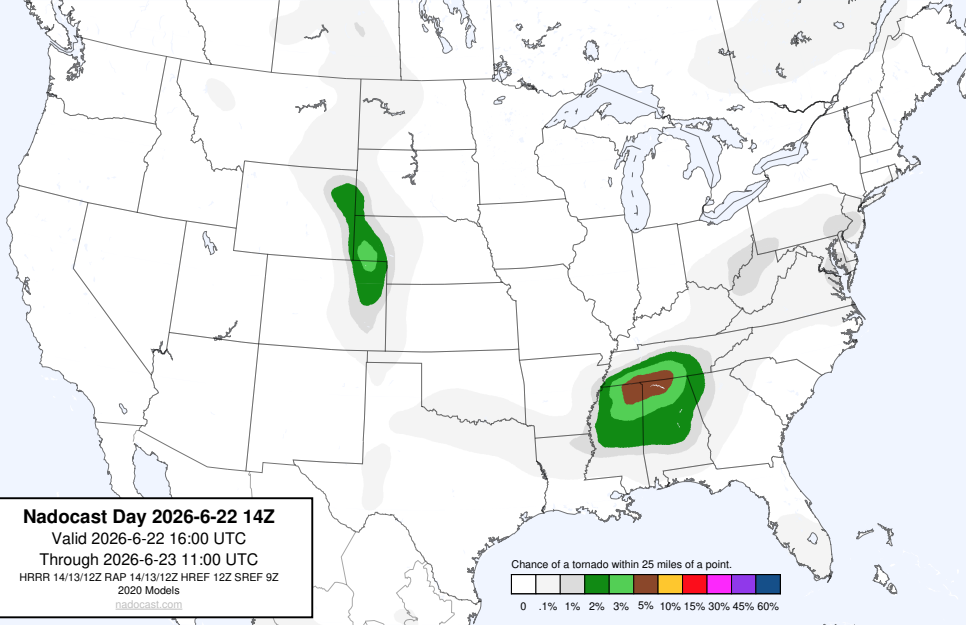 Nadocast Day 2026-6-22 14Z
Valid 2026-6-22 16:00 UTC
Through 2026-6-23 11:00 UTC
HRRR 14/13/12Z RAP 14/13/12Z HREF 12Z SREF 9Z
2020 Models
nadocast.com
Chance of a tornado within 25 miles of a point.
0 .1% 1% 2% 3% 5% 10% 15% 30% 45% 60%